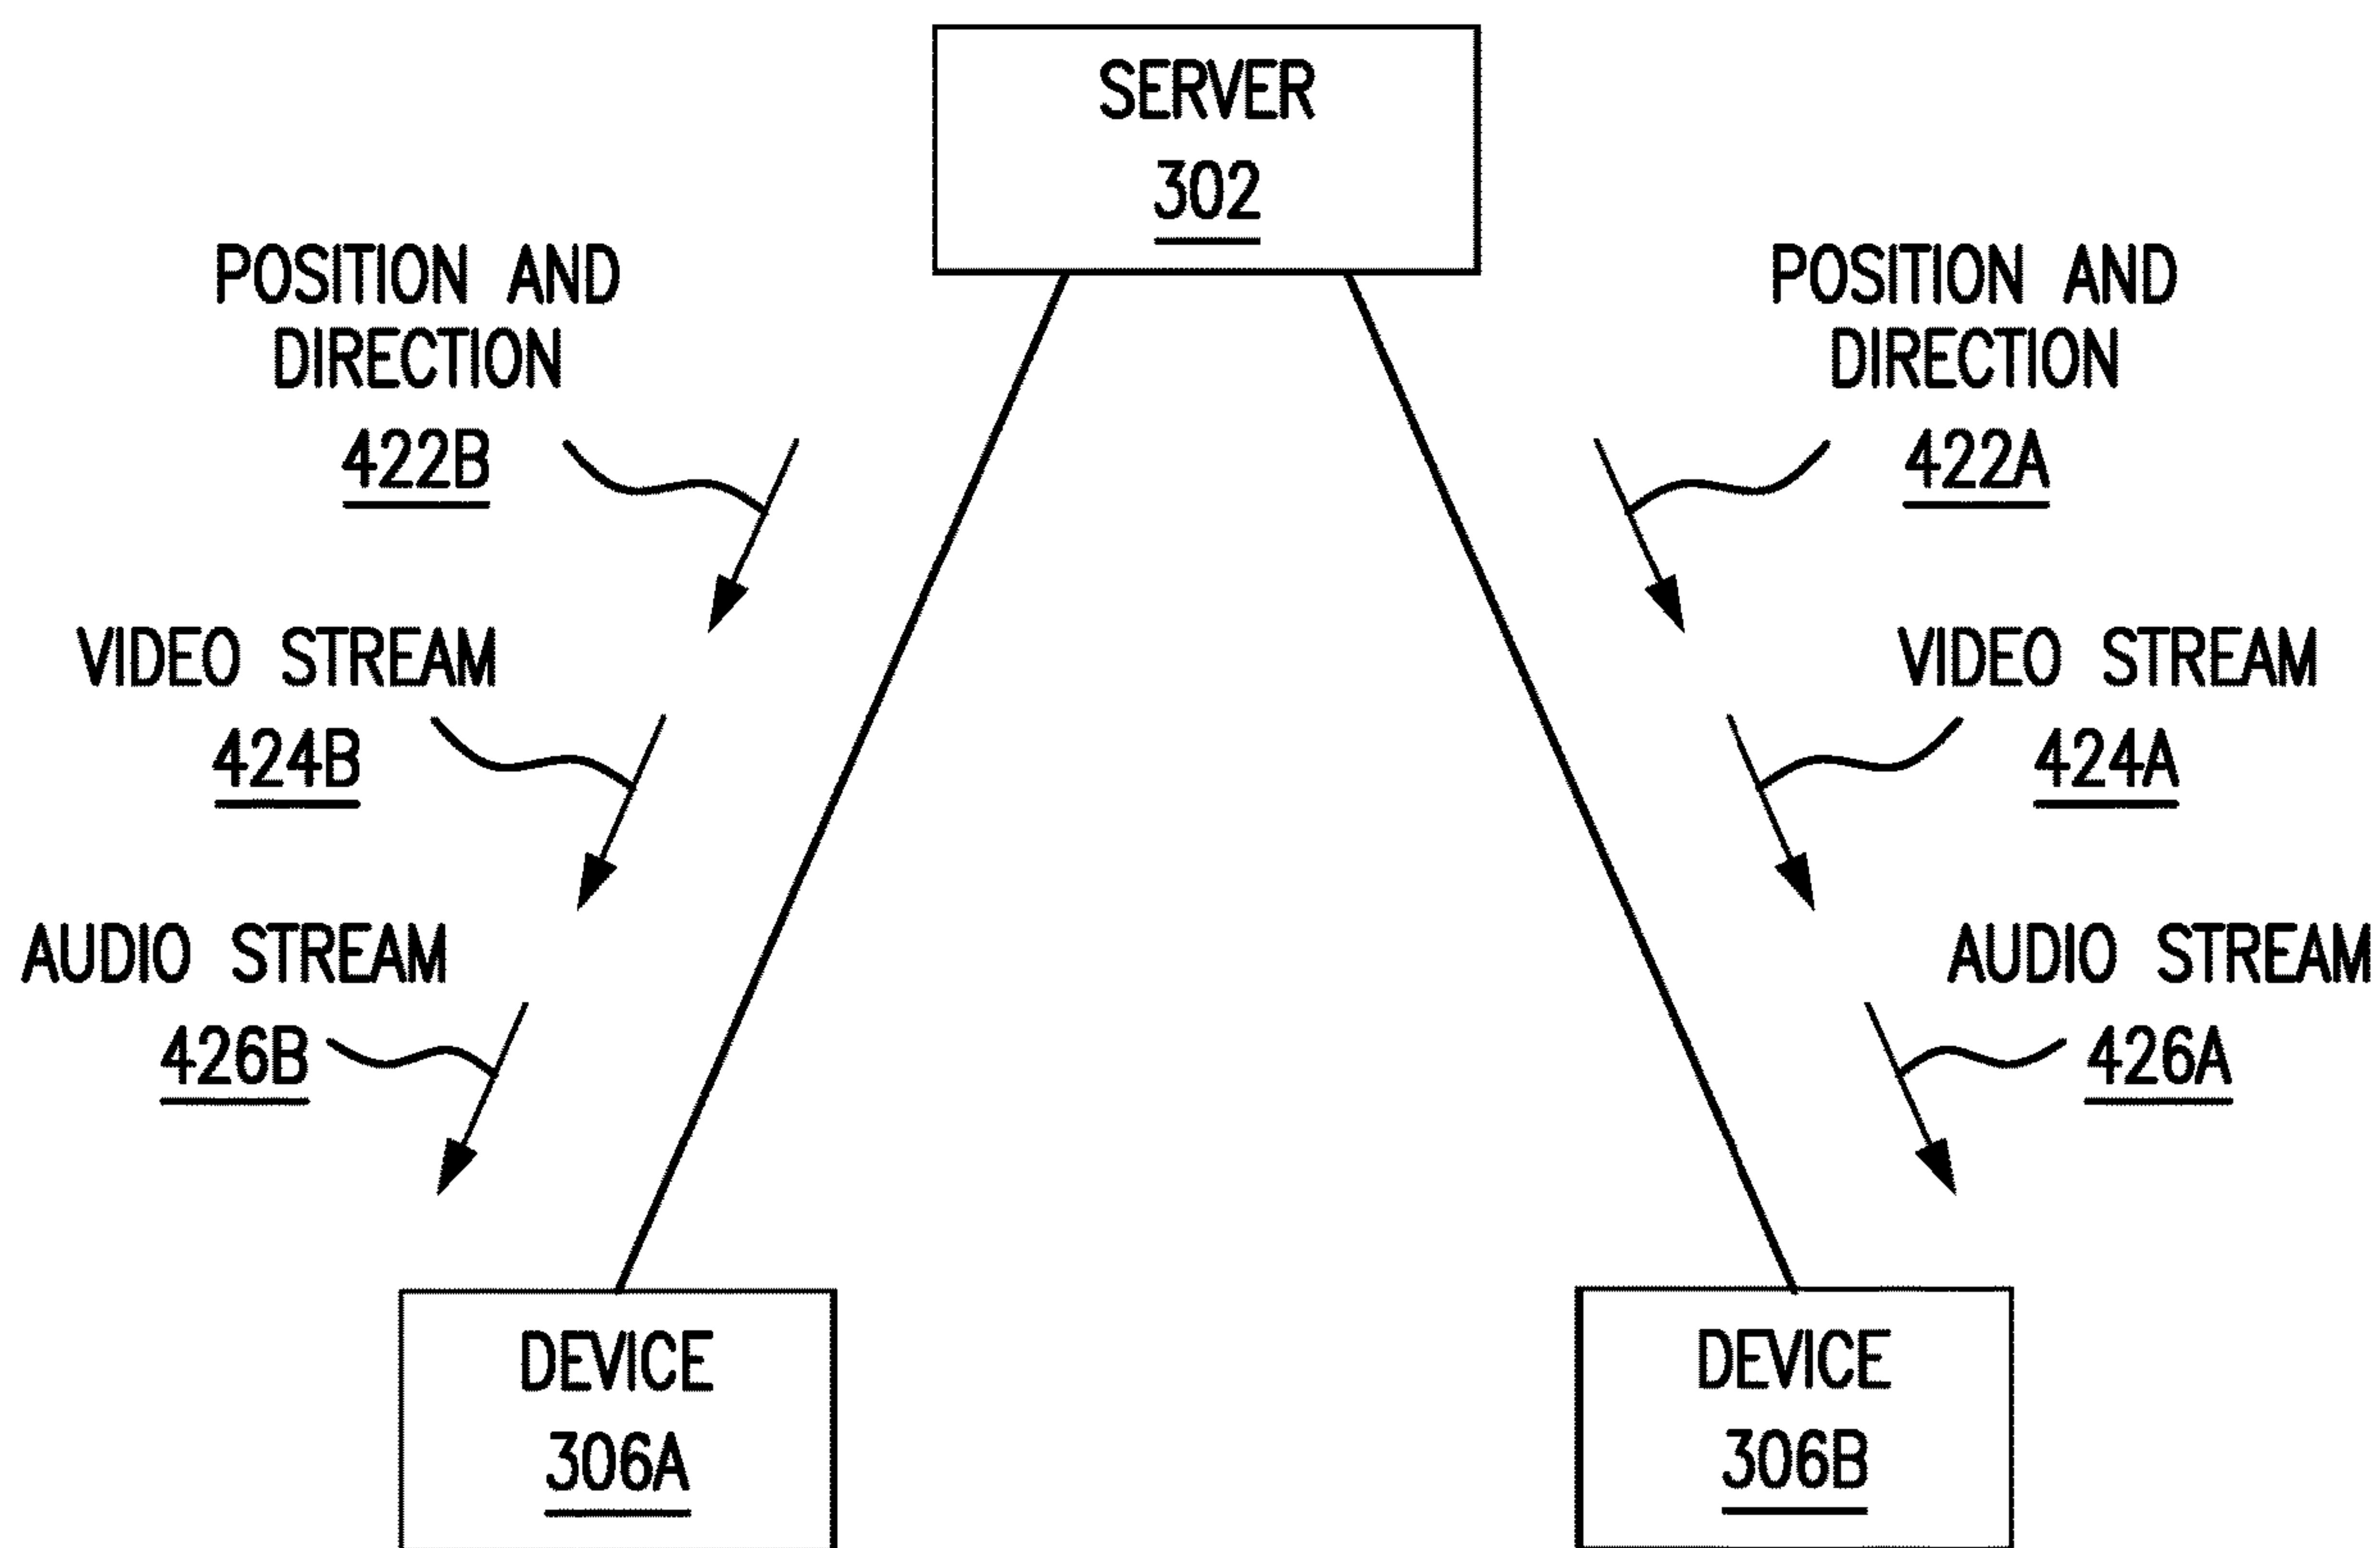 SERVER
302
POSITION AND
DIRECTION
422B
POSITION AND
DIRECTION
422A
VIDEO STREAM
424B
VIDEO STREAM
424A
AUDIO STREAM
426B
AUDIO STREAM
426A
DEVICE
306A
DEVICE
306B